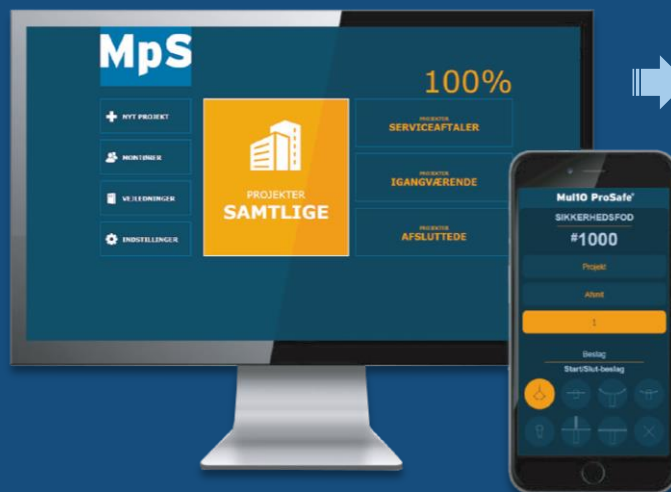 MpS
100%
NYT PROJEKT
MONTØRER
VEJLEDNINGER
INDSTILLINGER
PROJEKTER
SAMTLIGE
PROJEKTER
SERVICEAFTALER
PROJEKTER
IGANGVÆRENDE
PROJEKTER
AFSLUTTEDE
Mul10 ProSafe®
SIKKERHEDSFOD
#1000
Projekt
Afsnit
1
Beslag
Start/Slut-beslag